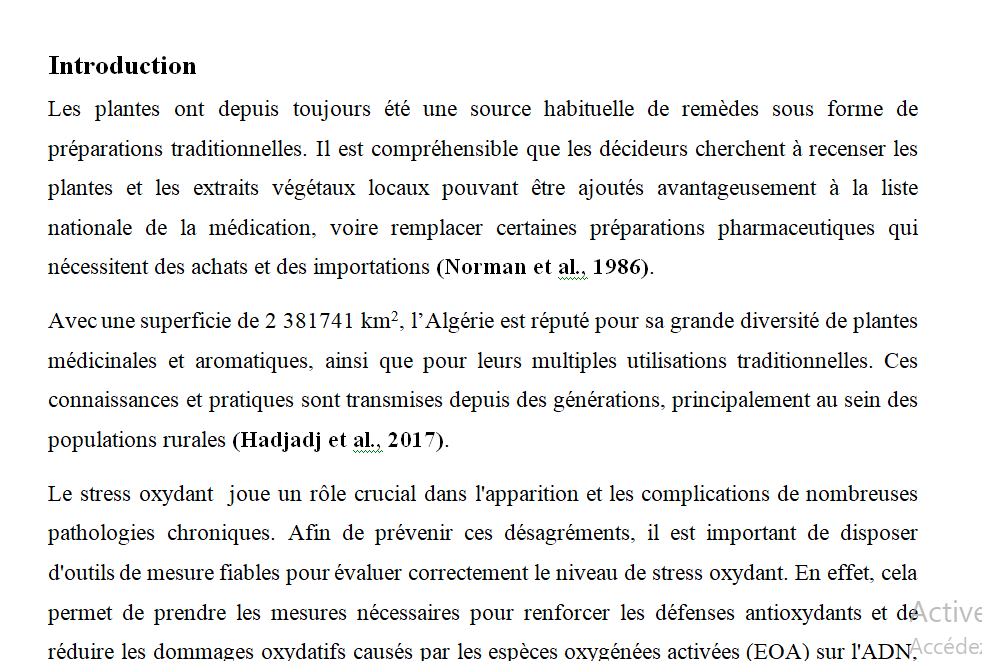 Introduction
Les plantes ont depuis toujours été une source habituelle de remèdes sous forme de
préparations traditionnelles. Il est compréhensible que les décideurs cherchent à recenser les
plantes et les extraits végétaux locaux pouvant être ajoutés avantageusement à la liste
nationale de la médication, voire remplacer certaines préparations pharmaceutiques qui
nécessitent des achats et des importations (Norman et al., 1986).
Avec une superficie de 2 381741 km², l’Algérie est réputé pour sa grande diversité de plantes
médicinales et aromatiques, ainsi que pour leurs multiples utilisations traditionnelles. Ces
connaissances et pratiques sont transmises depuis des générations, principalement au sein des
populations rurales (Hadjadj et al., 2017).
Le stress oxydant joue un rôle crucial dans l'apparition et les complications de nombreuses
pathologies chroniques. Afin de prévenir ces désagréments, il est important de disposer
d'outils de mesure fiables pour évaluer correctement le niveau de stress oxydant. En effet, cela
permet de prendre les mesures nécessaires pour renforcer les défenses antioxydants et de
Active
réduire les dommages oxydatifs causés par les espèces oxygénées activées (EOA) sur l'ADN,
Accédez